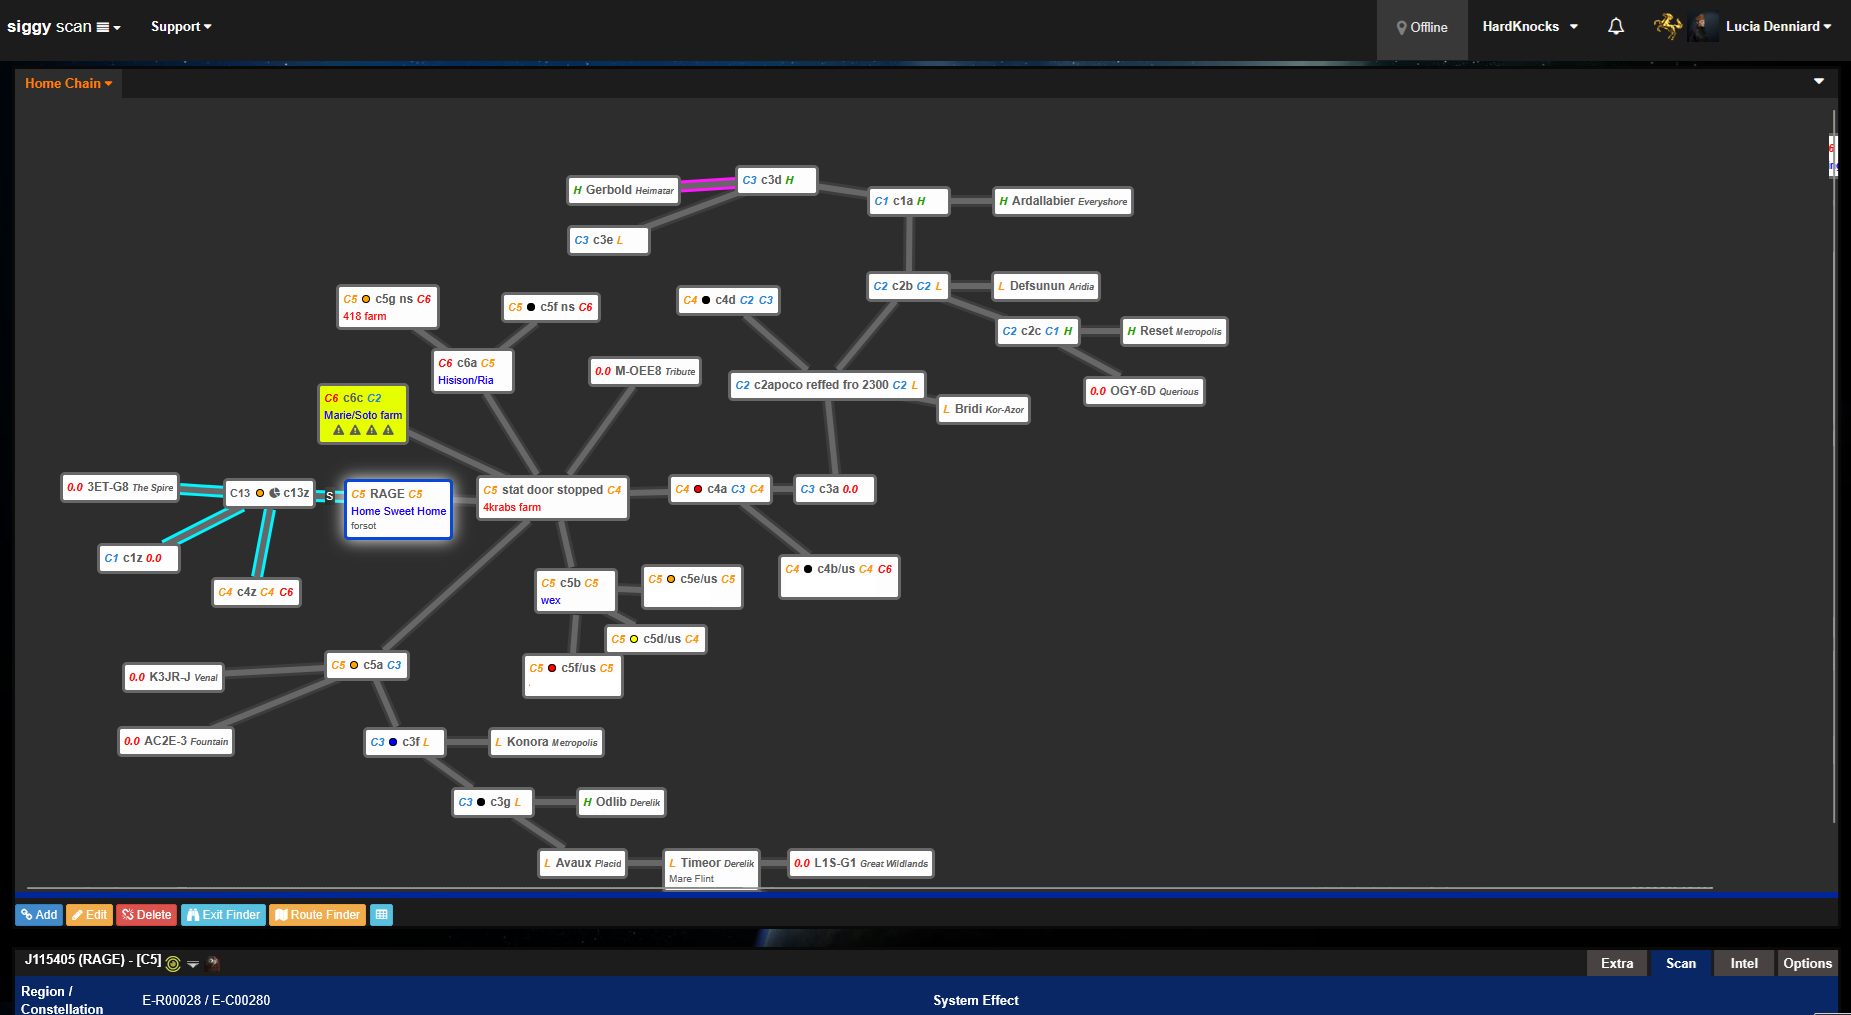 siggy scan
Support
Offline
HardKnocks
Lucia Denniard
Home Chain
H Gerbold Heimatar
C3 c3d H
C1 c1a H
H Ardallabier Everyshore
C3 c3e L
C5 c5g ns C6
418 farm
C5 c5f ns C6
C4 c4d C2 C3
C2 c2b C2 L
L Defsunun Aridia
C2 c2c C1 H
H Reset Metropolis
C6 c6a C5
Hisison/Ria
0.0 M-OEE8 Tribute
C2 c2apoco reffed fro 2300 C2 L
0.0 OGY-6D Querious
C6 c6c C2
Marie/Soto farm
L Bridi Kor-Azor
0.0 3ET-G8 The Spire
C13 c13z
S
C5 RAGE C5
Home Sweet Home
forsot
C5 stat door stopped C4
4krabs farm
C4 c4a C3 C4
C3 c3a 0.0
C1 c1z 0.0
C4 c4z C4 C6
C5 c5b C5
wex
C5 c5e/us C5
C4 c4b/us C4 C6
C5 c5d/us C4
C5 c5f/us C5
C5 c5a C3
0.0 K3JR-J Venal
0.0 AC2E-3 Fountain
C3 c3f L
L Konora Metropolis
C3 c3g L
H Odlib Derelik
L Avaux Placid
L Timeor Derelik
Mare Flint
0.0 L1S-G1 Great Wildlands
Add
Edit
Delete
Exit Finder
Route Finder
J115405 (RAGE) - [C5]
Extra
Scan
Intel
Options
Region /
Constellation
E-R00028 / E-C00280
System Effect